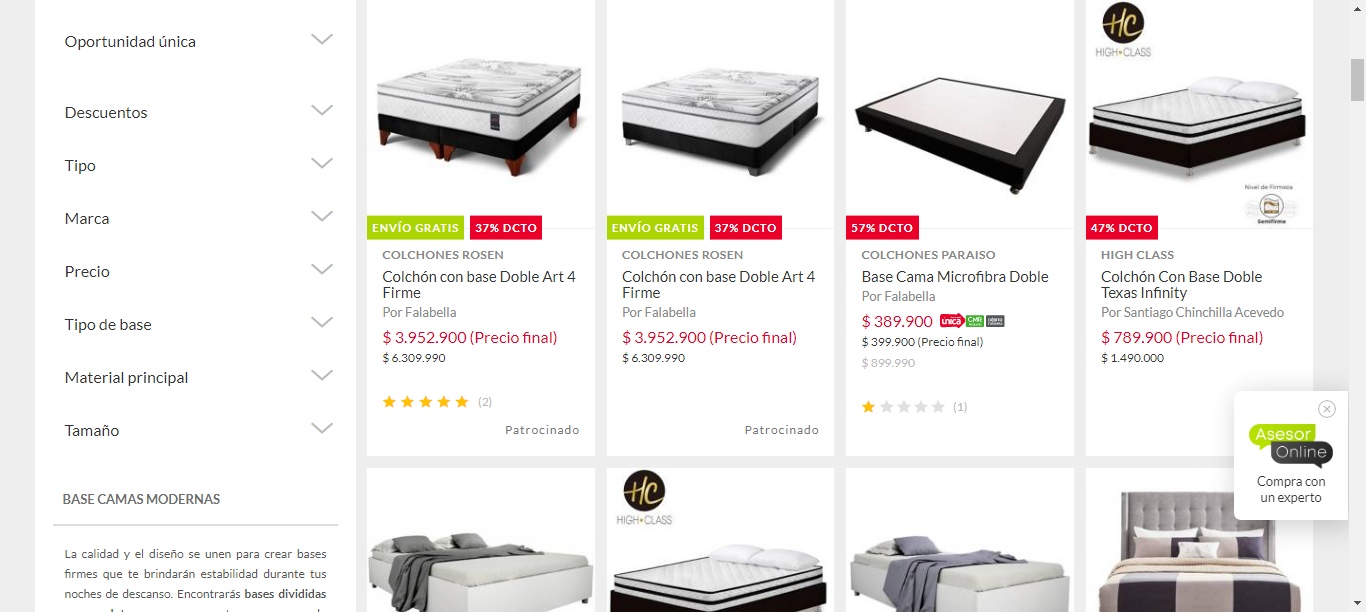 Oportunidad única
Descuentos
Tipo
Marca
Precio
Tipo de base
Material principal
Tamaño
BASE CAMAS MODERNAS
La calidad y el diseño se unen para crear bases
firmes que te brindarán estabilidad durante tus
noches de descanso. Encontrarás bases divididas
ENVÍO GRATIS 37% DCTO
COLCHONES ROSEN
Colchón con base Doble Art 4
Firme
Por Falabella
$ 3.952.900 (Precio final)
$ 6.309.990
(2)
Patrocinado
ENVÍO GRATIS 37% DCTO
COLCHONES ROSEN
Colchón con base Doble Art 4
Firme
Por Falabella
$ 3.952.900 (Precio final)
$ 6.309.990
Patrocinado
57% DCTO
COLCHONES PARAISO
Base Cama Microfibra Doble
Por Falabella
$ 389.900 única CMR
$ 399.900 (Precio final)
$ 899.990
(1)
HC
HIGH CLASS
Nivel de Firmeza
Semifirme
47% DCTO
HIGH CLASS
Colchón Con Base Doble
Texas Infinity
Por Santiago Chinchilla Acevedo
$ 789.900 (Precio final)
$ 1.490.000
HC
HIGH CLASS
Asesor
Online
Compra con
un experto